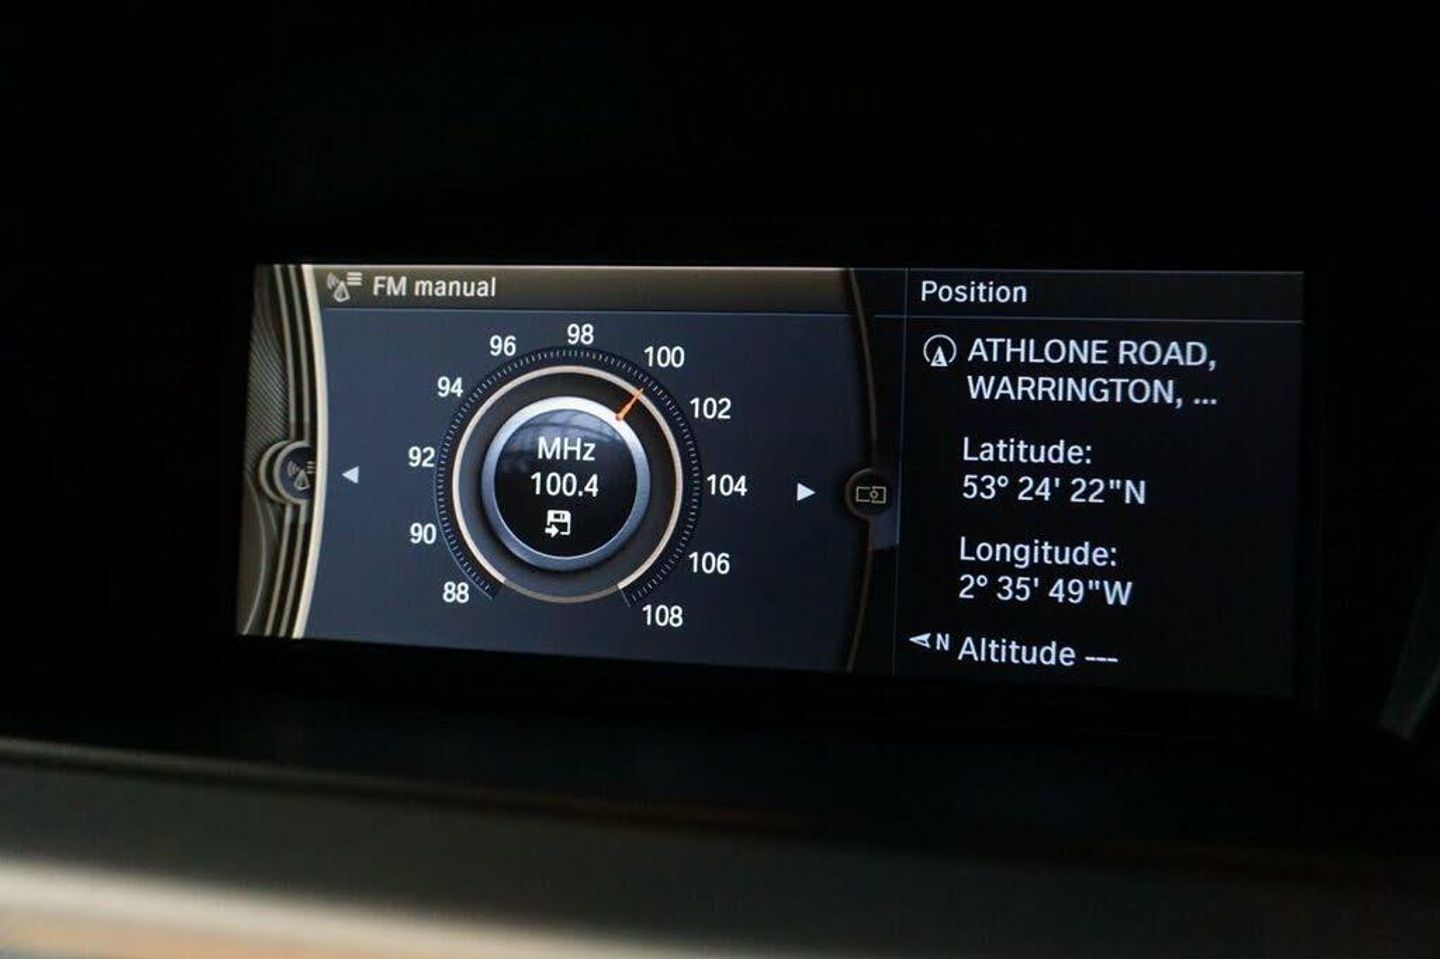 FM manual
96
98
100
94
102
92
104
90
106
88
108
MHz
100.4
Position
ATHLONE ROAD,
WARRINGTON, ...
Latitude:
53° 24' 22"N
Longitude:
2° 35' 49"W
N
Altitude ---